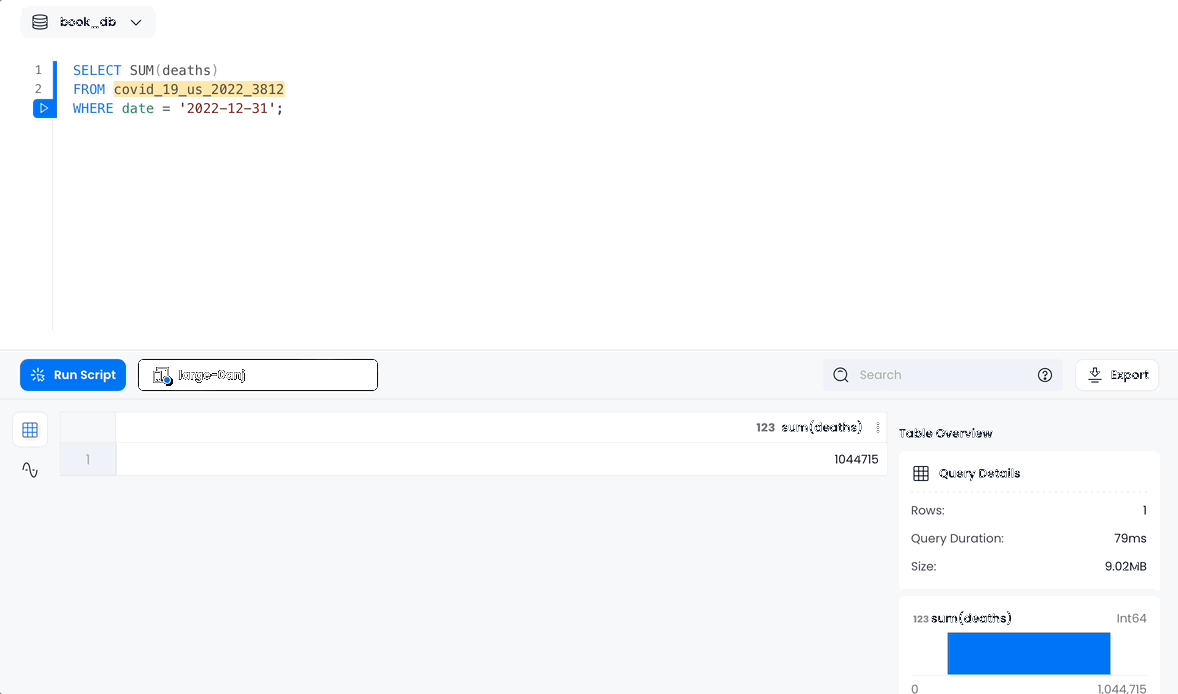 book_db
1 SELECT SUM(deaths)
2 FROM covid_19_us_2022_3812
WHERE date = '2022-12-31';
Run Script
Search
Export
123 sum(deaths)
1 1044715
Table Overview
Query Details
Rows: 1
Query Duration: 79ms
Size: 9.02MB
123 sum(deaths) Int64
0 1,044,715